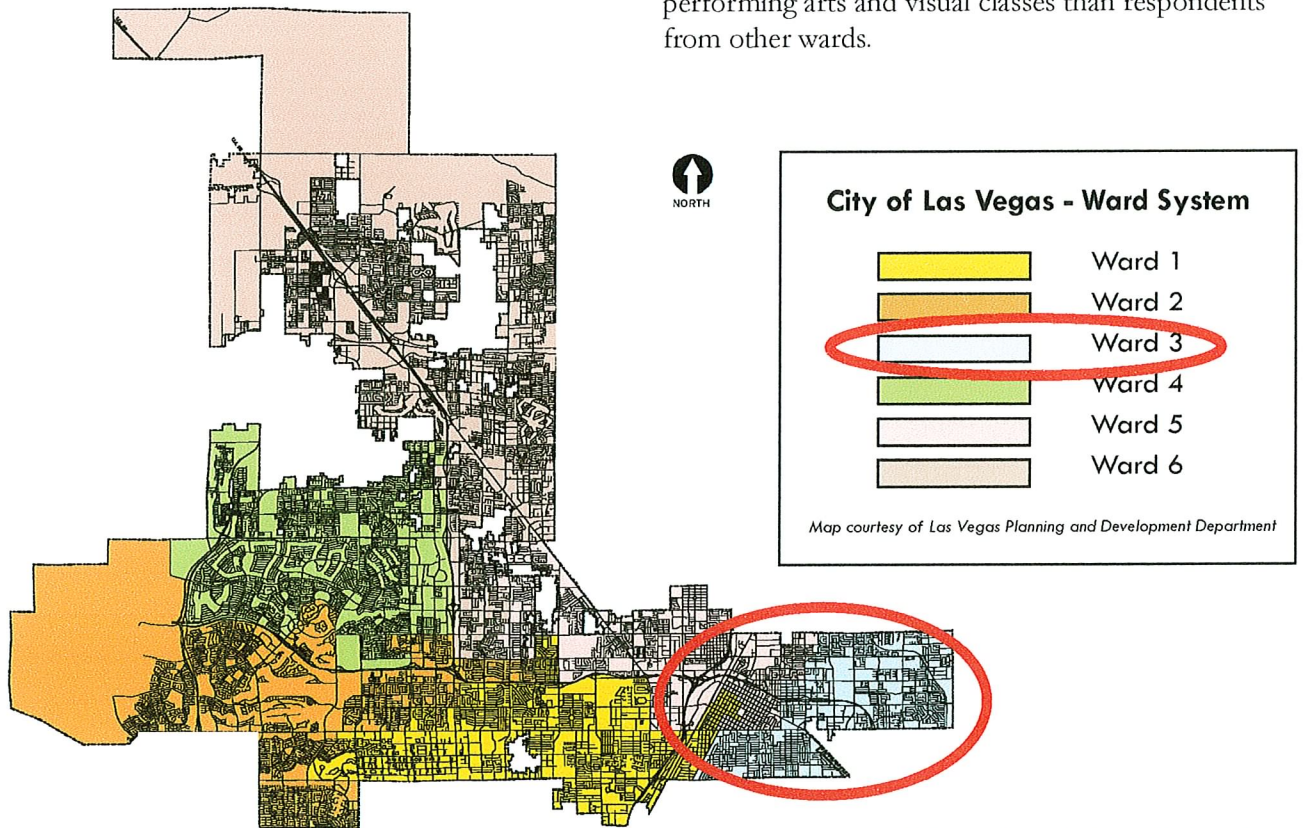 performing arts and visual classes than respondents
from other wards.
NORTH
City of Las Vegas - Ward System
Ward 1
Ward 2
Ward 3
Ward 4
Ward 5
Ward 6
Map courtesy of Las Vegas Planning and Development Department